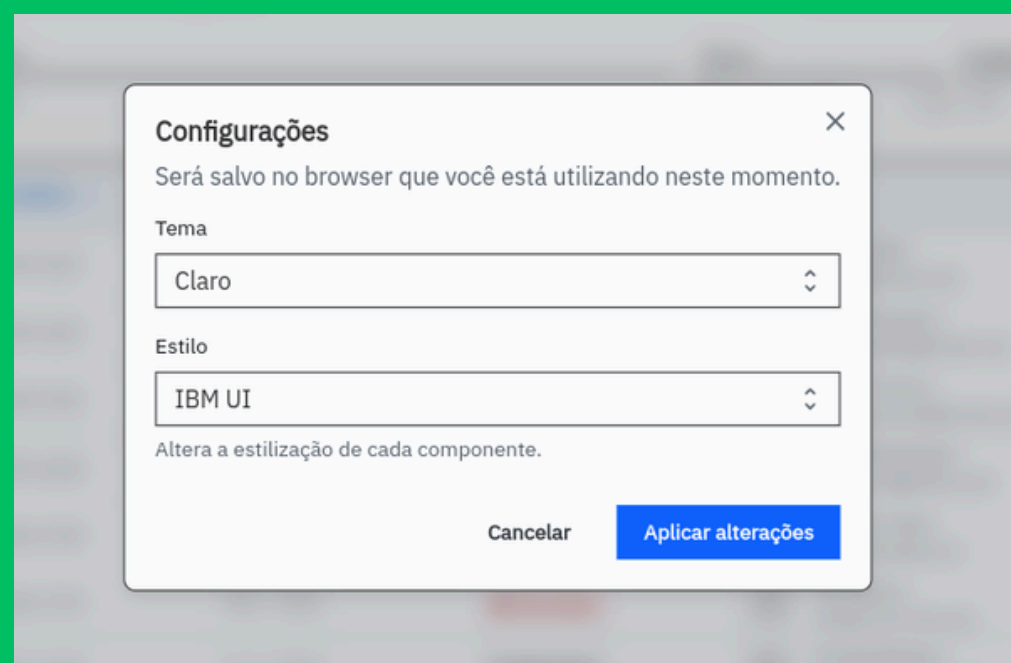 Configurações
Será salvo no browser que você está utilizando neste momento.
Tema
Claro
Estilo
IBM UI
Altera a estilização de cada componente.
Cancelar
Aplicar alterações